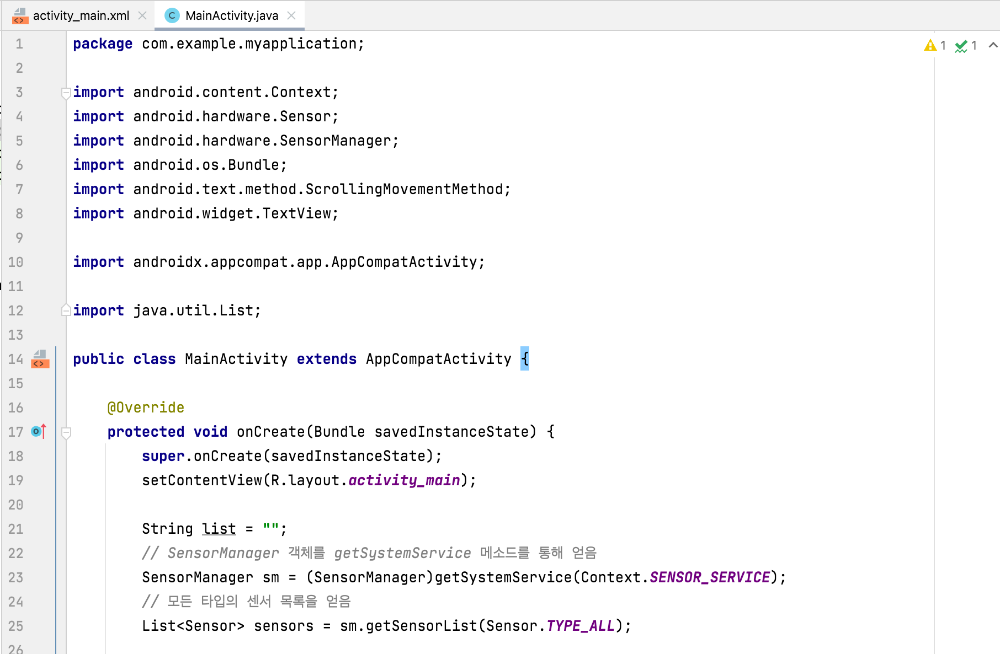 activity_main.xml MainActivity.java
1 package com.example.myapplication; 1 1
2
3 import android.content.Context;
4 import android.hardware.Sensor;
5 import android.hardware.SensorManager;
6 import android.os.Bundle;
7 import android.text.method.ScrollingMovementMethod;
8 import android.widget.TextView;
9
10 import androidx.appcompat.app.AppCompatActivity;
11
12 import java.util.List;
13
14 public class MainActivity extends AppCompatActivity {
15
16 @Override
17 protected void onCreate(Bundle savedInstanceState) {
18 super.onCreate(savedInstanceState);
19 setContentView(R.layout.activity_main);
20
21 String list = "";
22 // SensorManager 객체를 getSystemService 메소드를 통해 얻음
23 SensorManager sm = (SensorManager)getSystemService(Context.SENSOR_SERVICE);
24 // 모든 타입의 센서 목록을 얻음
25 List<Sensor> sensors = sm.getSensorList(Sensor.TYPE_ALL);
26